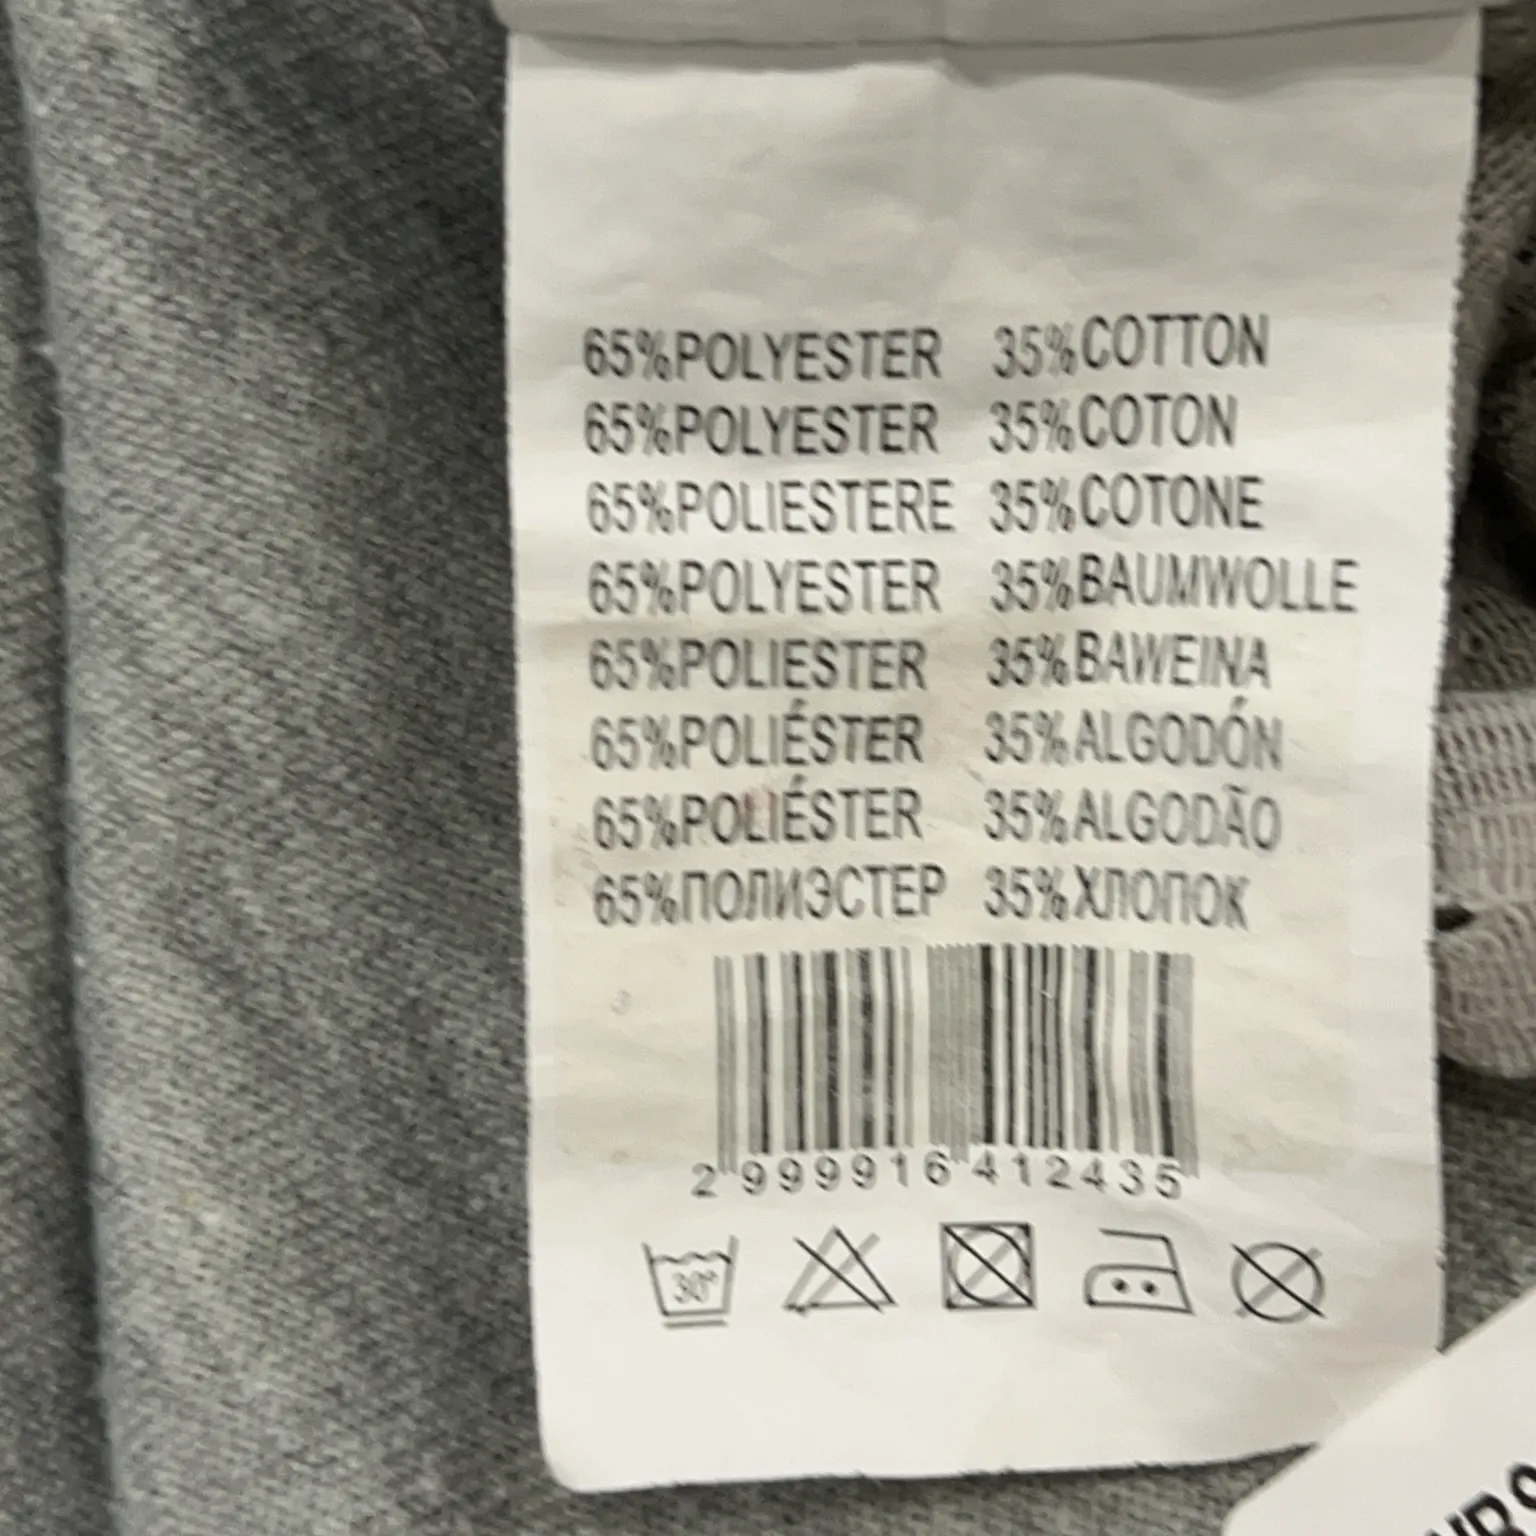 65%POLYESTER 35%COTTON
65%POLYESTER 35%COTON
65%POLIESTERE 35%COTONE
65%POLYESTER 35%BAUMWOLLE
65%POLIESTER 35%BAWEINA
65%POLIÉSTER 35%ALGODÓN
65%POLIÉSTER 35%ALGODÃO
65%ПОЛИЭСТЕР 35%ХЛОПОК
2 999916 412435
30°